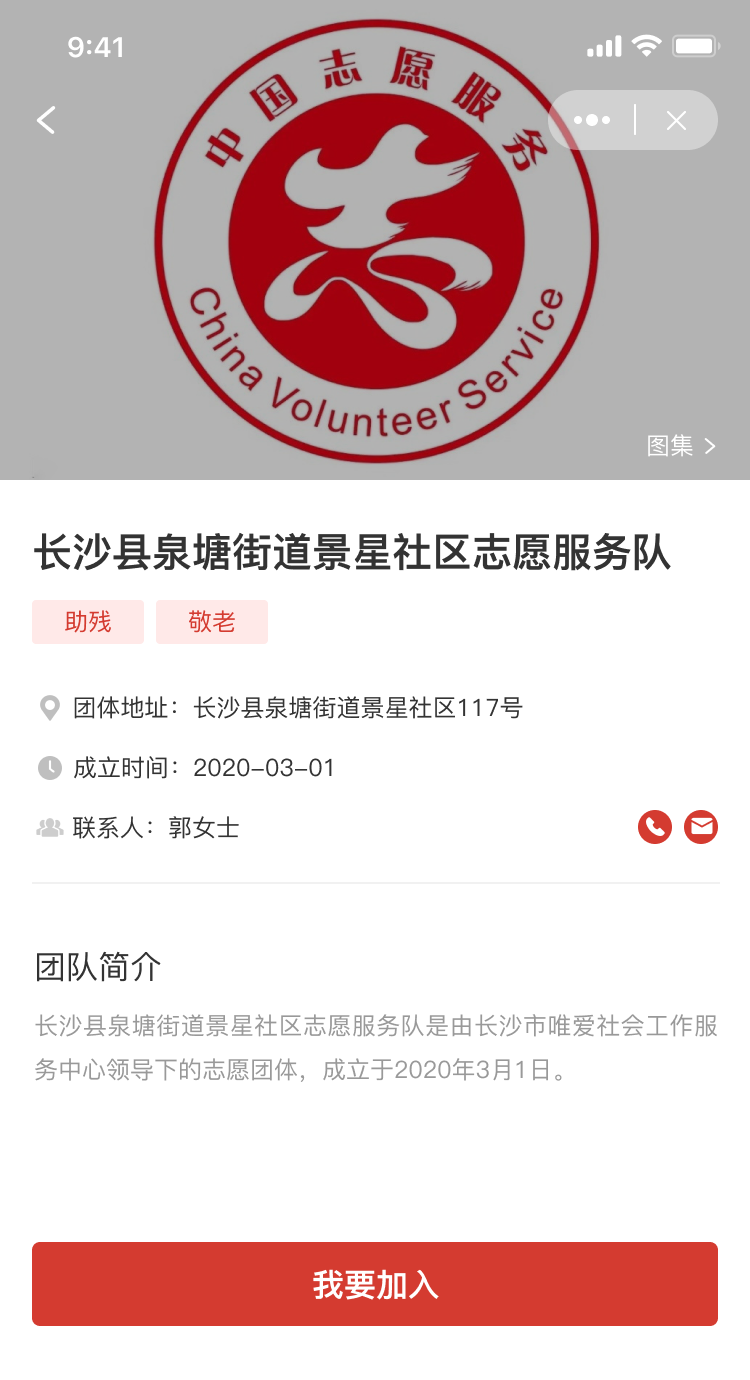 9:41
中国志愿服务
China Volunteer Service
图集
长沙县泉塘街道景星社区志愿服务队
助残
敬老
团体地址：长沙县泉塘街道景星社区117号
成立时间：2020-03-01
联系人：郭女士
团队简介
长沙县泉塘街道景星社区志愿服务队是由长沙市唯爱社会工作服
务中心领导下的志愿团体，成立于2020年3月1日。
我要加入